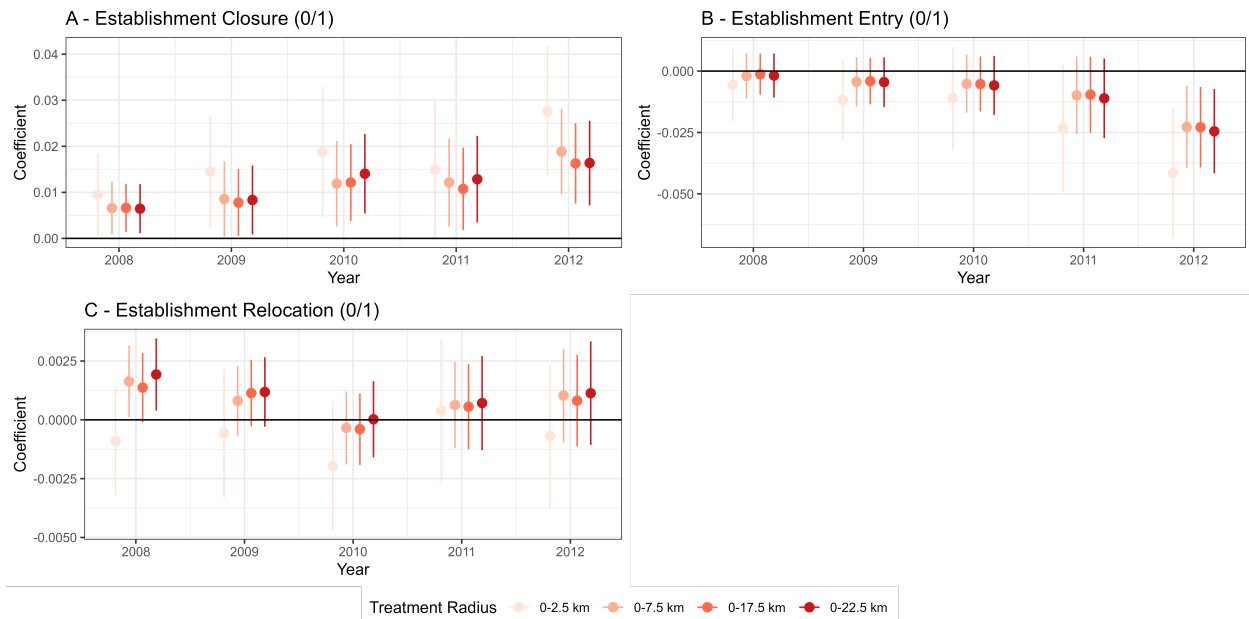 A - Establishment Closure (0/1)
0.04
0.03
0.02
0.01
0.00
Coefficient
2008 2009 2010 2011 2012
Year
B - Establishment Entry (0/1)
0.000
-0.025
-0.050
Coefficient
2008 2009 2010 2011 2012
Year
C - Establishment Relocation (0/1)
0.0025
0.0000
-0.0025
-0.0050
Coefficient
2008 2009 2010 2011 2012
Year
Treatment Radius 0-2.5 km 0-7.5 km 0-17.5 km 0-22.5 km